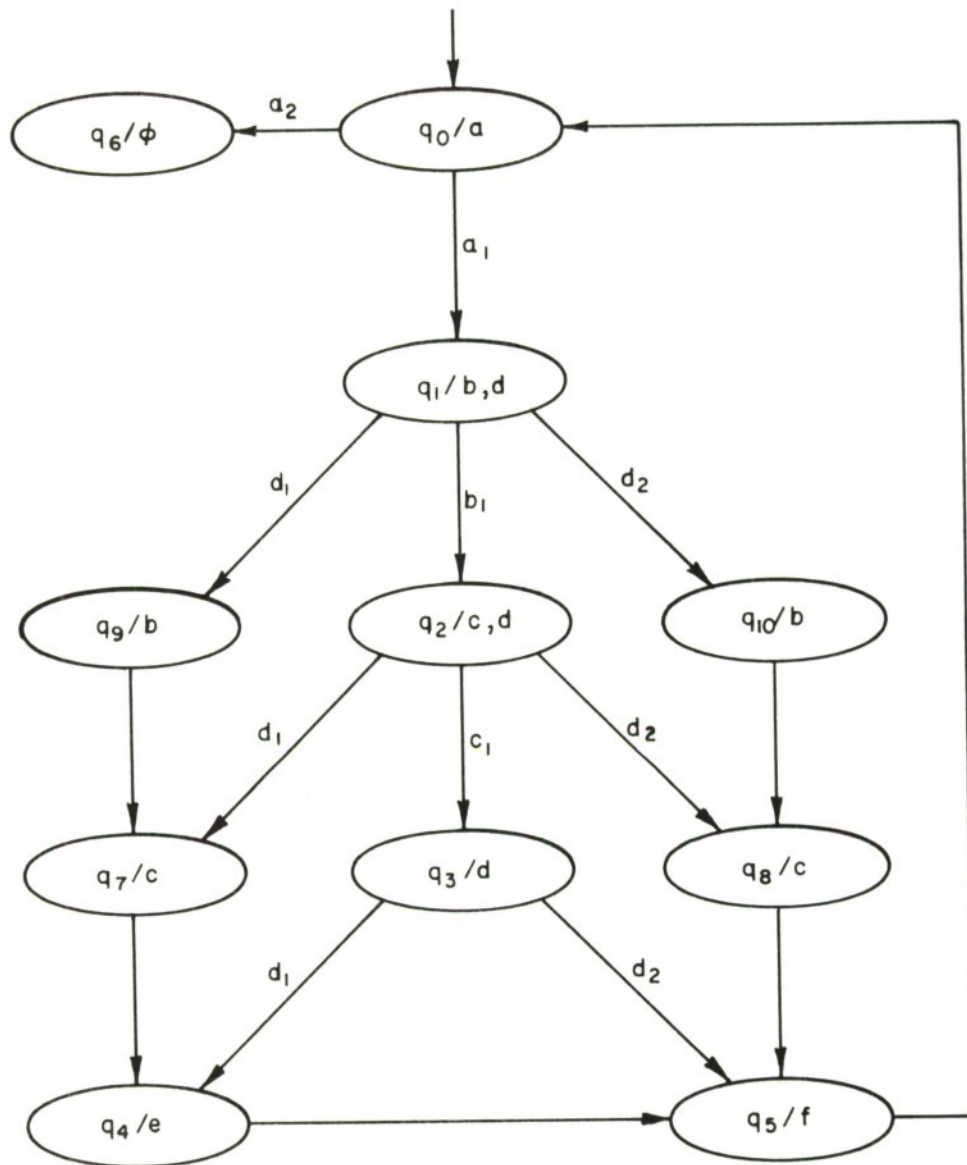 a₂
q₆/ϕ
q₀/a
a₁
q₁/b,d
d₁
b₁
d₂
q₉/b
q₂/c,d
q₁₀/b
d₁
c₁
d₂
q₇/c
q₃/d
q₈/c
d₁
d₂
q₄/e
q₅/f